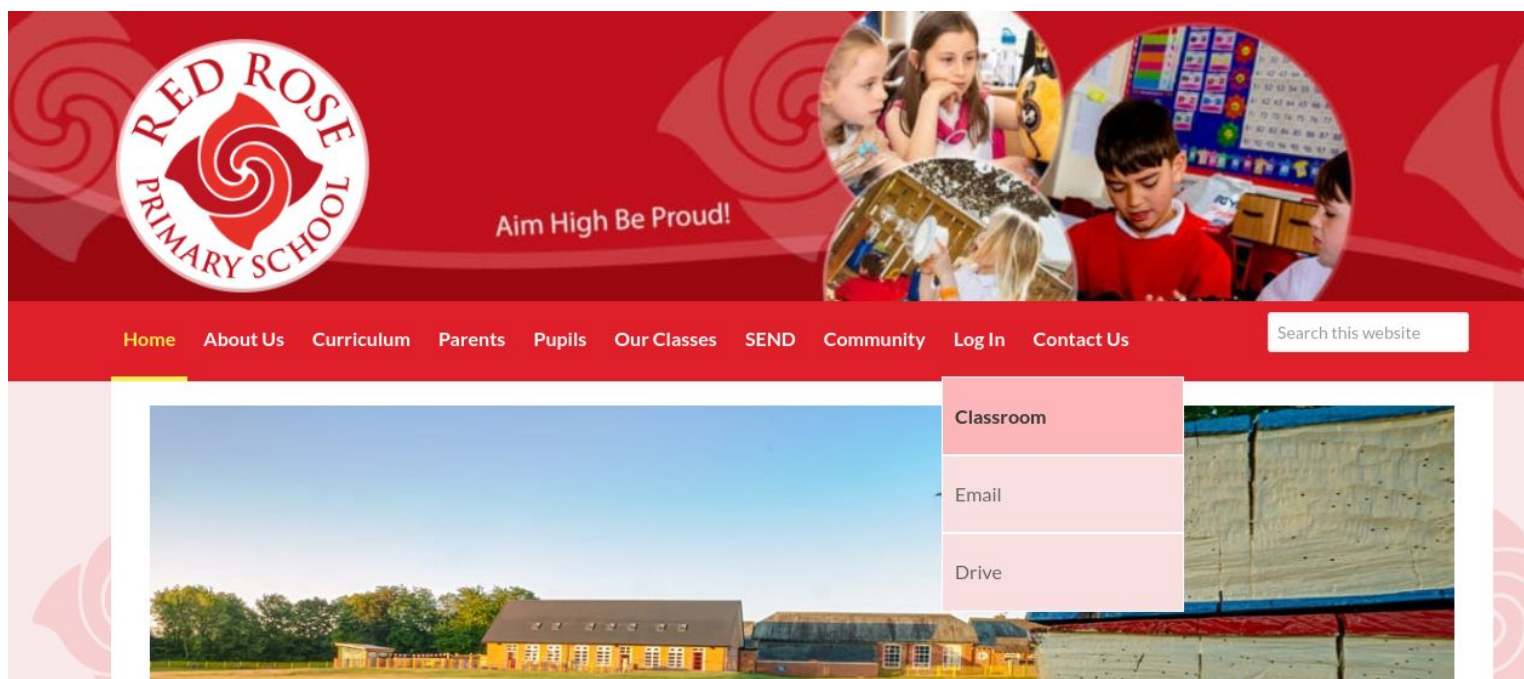 RED ROSE
PRIMARY SCHOOL
Aim High Be Proud!
Home About Us Curriculum Parents Pupils Our Classes SEND Community Log In Contact Us
Search this website
Classroom
Email
Drive